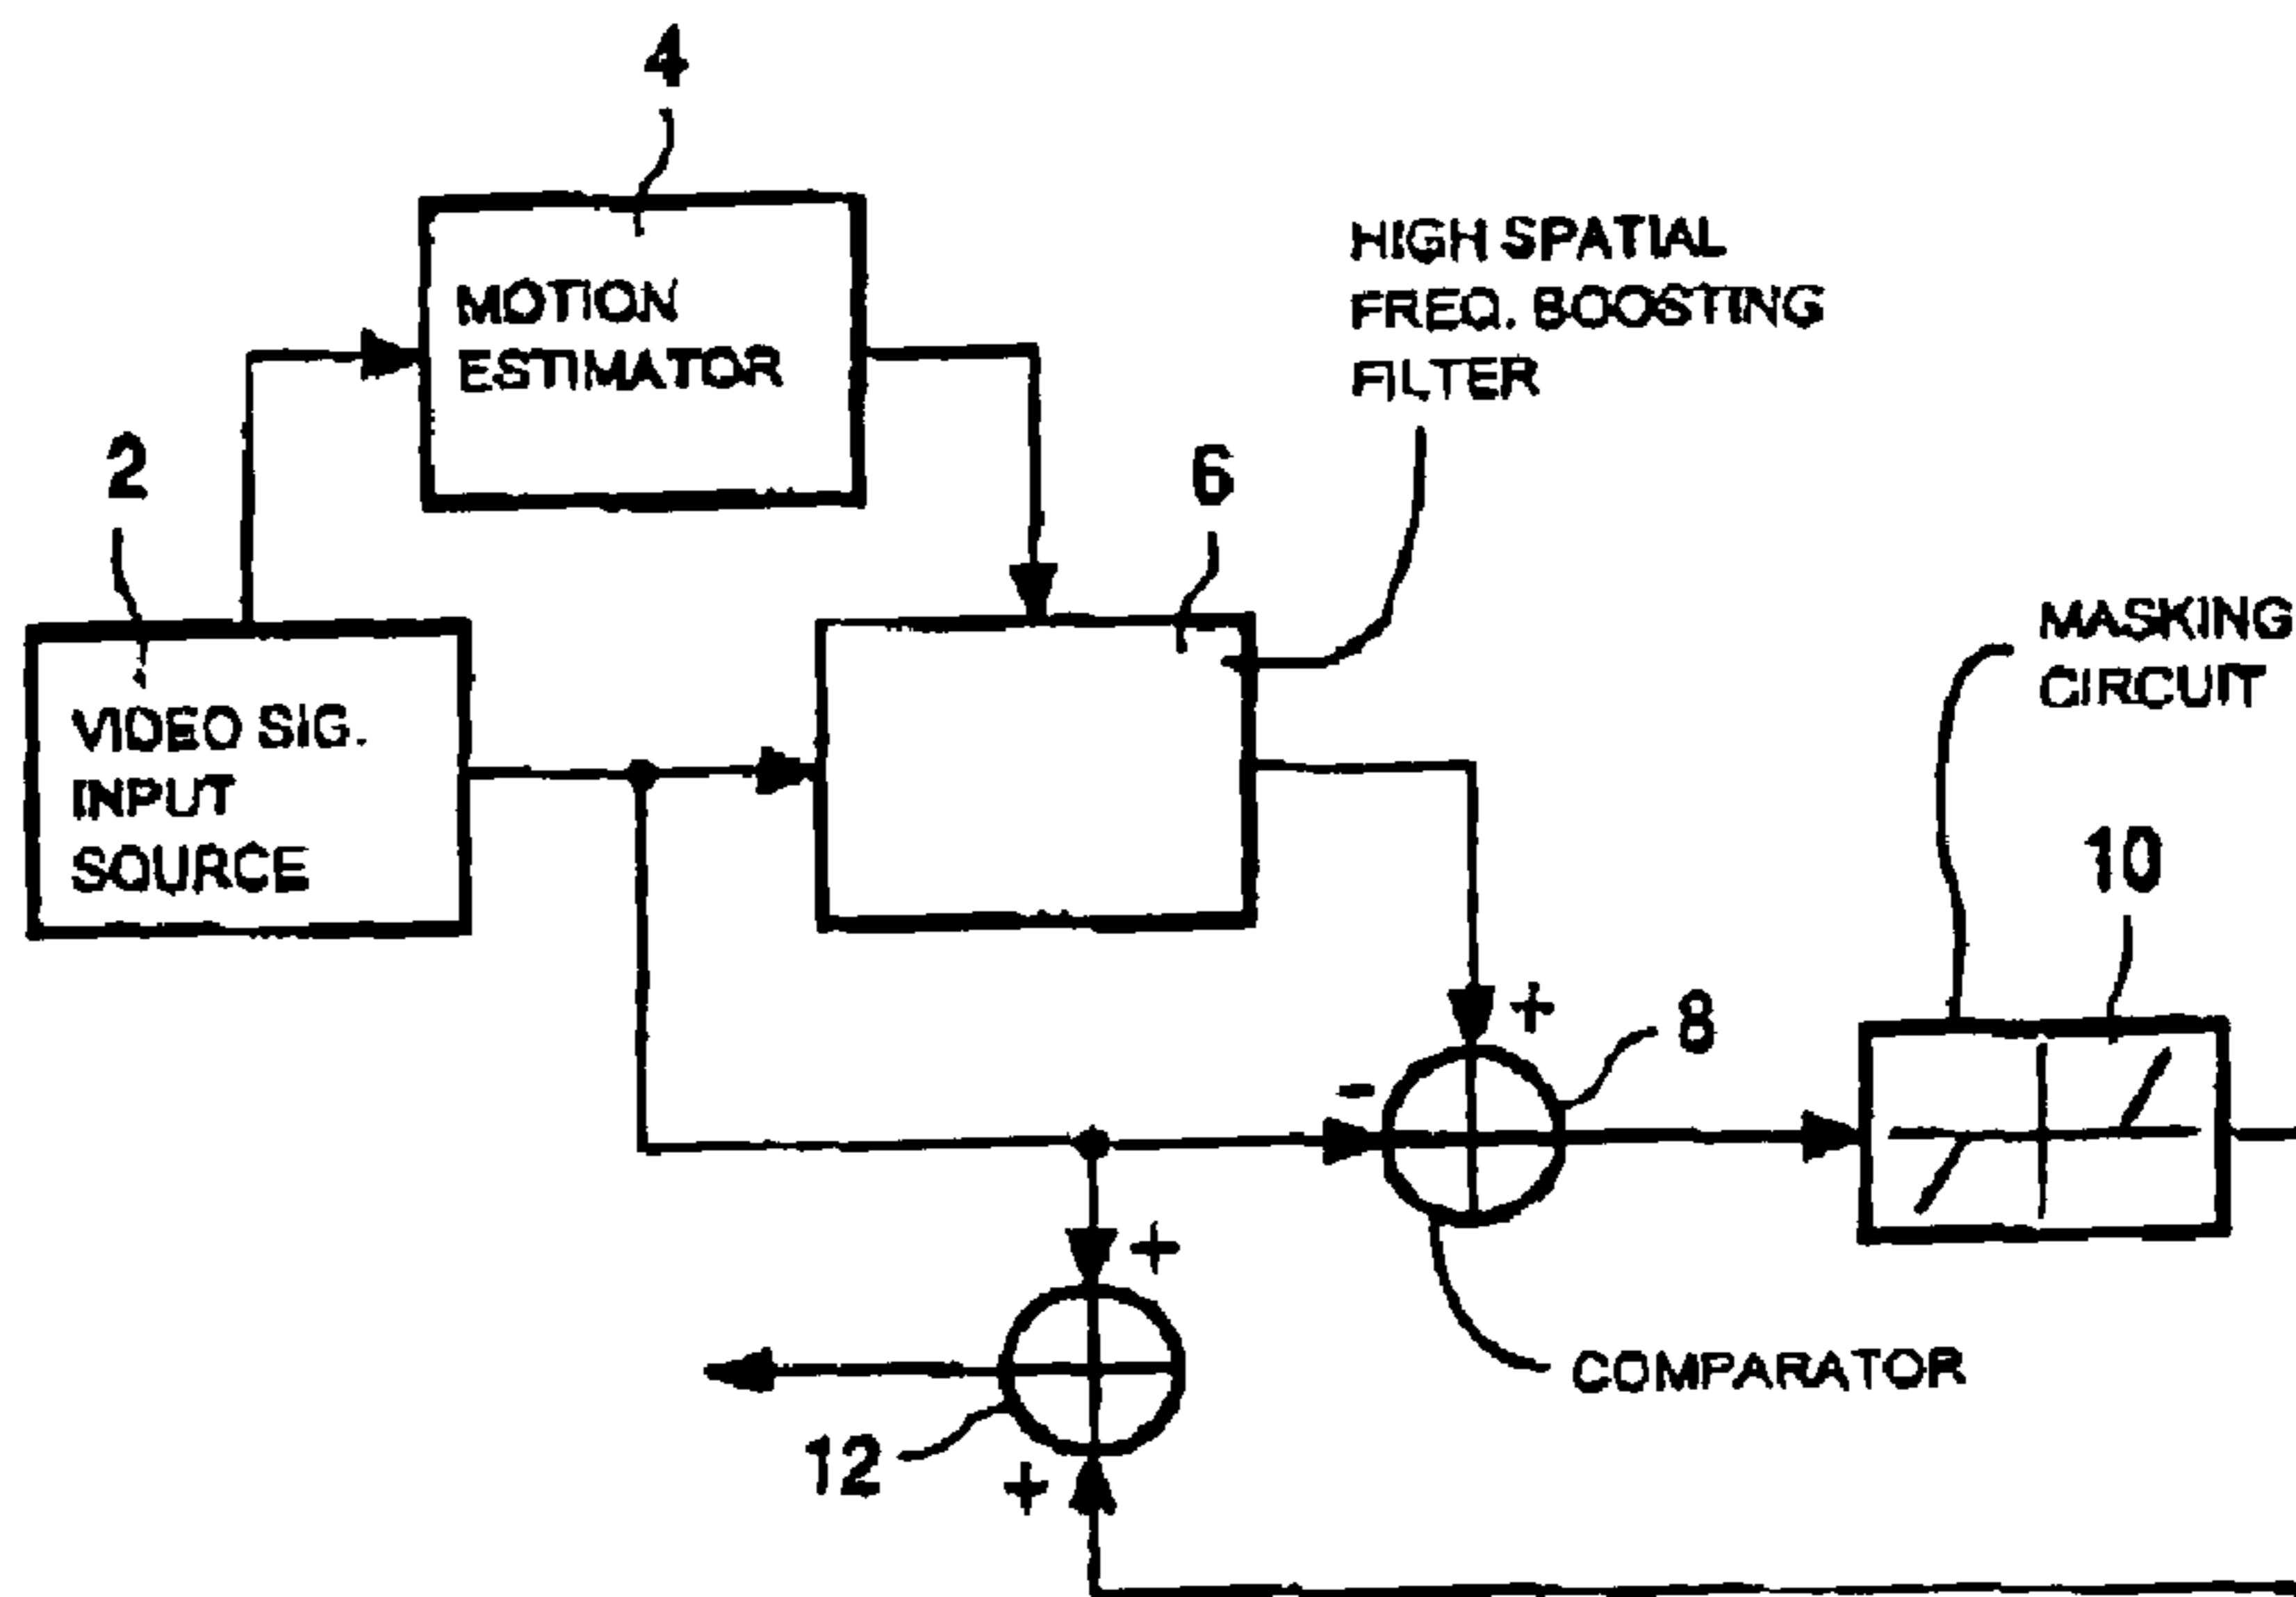 4
MOTION
ESTIMATOR
HIGH SPATIAL
FREQ. BOOSTING
FILTER
2
6
VIDEO SIG.
INPUT
SOURCE
MASKING
CIRCUIT
10
+
8
-
+
COMPARATOR
12
+